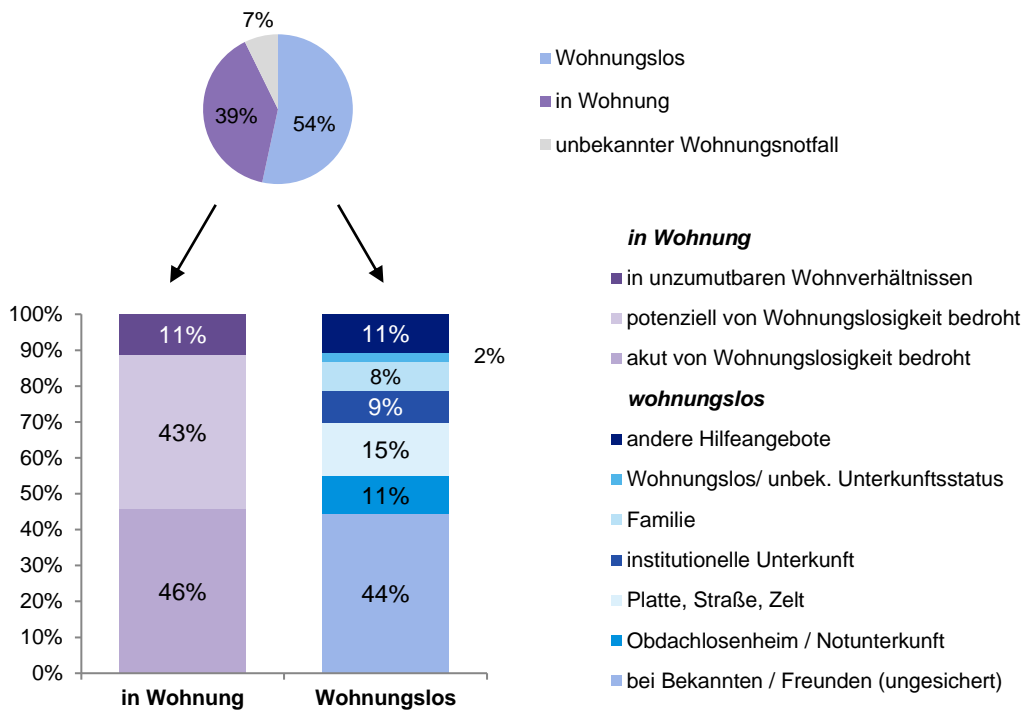 7%
39%
54%
Wohnungslos
in Wohnung
unbekannter Wohnungsnotfall
100%
90%
80%
70%
60%
50%
40%
30%
20%
10%
0%
11%
43%
46%
in Wohnung
11%
2%
8%
9%
15%
11%
44%
Wohnungslos
in Wohnung
in unzumutbaren Wohnverhältnissen
potenziell von Wohnungslosigkeit bedroht
akut von Wohnungslosigkeit bedroht
wohnungslos
andere Hilfeangebote
Wohnungslos/ unbek. Unterkunftsstatus
Familie
institutionelle Unterkunft
Platte, Straße, Zelt
Obdachlosenheim / Notunterkunft
bei Bekannten / Freunden (ungesichert)